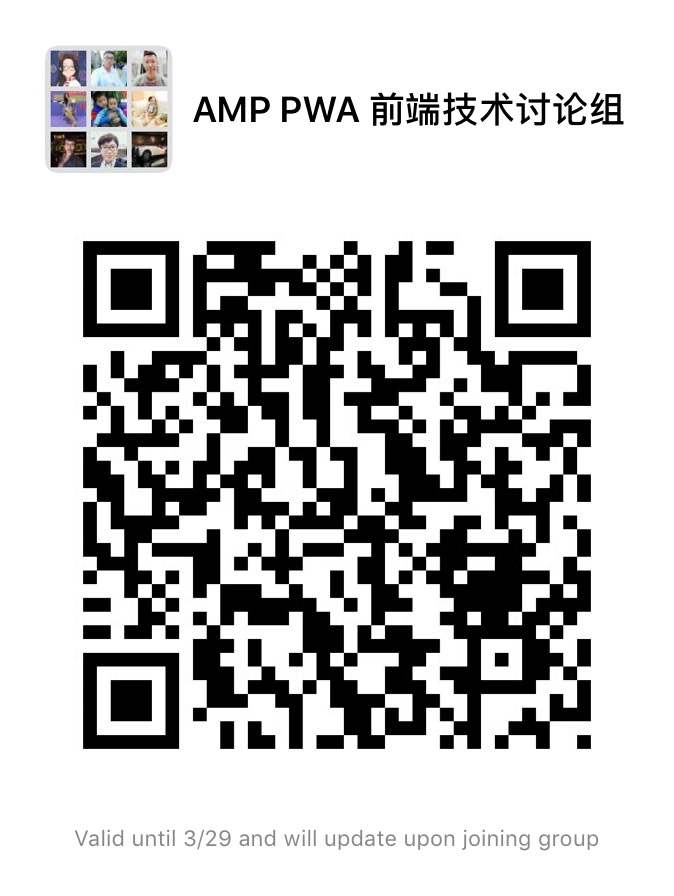 AMP PWA 前端技术讨论组
Valid until 3/29 and will update upon joining group